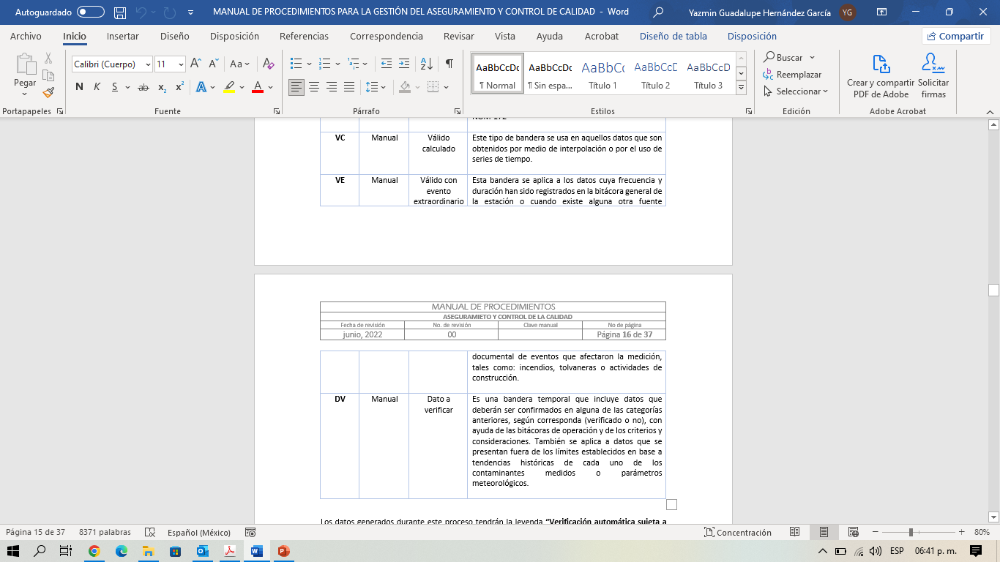 Autoguardado
MANUAL DE PROCEDIMIENTOS PARA LA GESTIÓN DEL ASEGURAMIENTO Y CONTROL DE CALIDAD - Word
Yazmin Guadalupe Hernández García
YG
Archivo Inicio Insertar Diseño Disposición Referencias Correspondencia Revisar Vista Ayuda Acrobat Diseño de tabla Disposición
Compartir
Pegar
Calibri (Cuerpo) 11
Aa
N K S ab x₂ x² A A
AaBbCcDc AaBbCcDc AaBbCc AaBbCcE AaBbCcD
¶ Normal ¶ Sin espa... Título 1 Título 2 Título 3
Buscar
Reemplazar
Seleccionar
Crear y compartir
PDF de Adobe
Solicitar
firmas
Portapapeles Fuente Párrafo Estilos Edición Adobe Acrobat
VC Manual Válido
calculado
Este tipo de bandera se usa en aquellos datos que son
obtenidos por medio de interpolación o por el uso de
series de tiempo.
VE Manual Válido con
evento
extraordinario
Esta bandera se aplica a los datos cuya frecuencia y
duración han sido registrados en la bitácora general de
la estación o cuando existe alguna otra fuente
MANUAL DE PROCEDIMIENTOS
ASEGURAMIETO Y CONTROL DE LA CALIDAD
Fecha de revisión No. de revisión Clave manual No de página
junio, 2022 00 Página 16 de 37
documental de eventos que afectaron la medición,
tales como: incendios, tolvaneras o actividades de
construcción.
DV Manual Dato a
verificar
Es una bandera temporal que incluye datos que
deberán ser confirmados en alguna de las categorías
anteriores, según corresponda (verificado o no), con
ayuda de las bitácoras de operación y de los criterios y
consideraciones. También se aplica a datos que se
presentan fuera de los límites establecidos en base a
tendencias históricas de cada uno de los
contaminantes medidos o parámetros
meteorológicos.
Los datos generados durante este proceso tendrán la leyenda “Verificación automática sujeta a
Página 15 de 37 8371 palabras Español (México)
Concentración
80%
ESP 06:41 p. m.